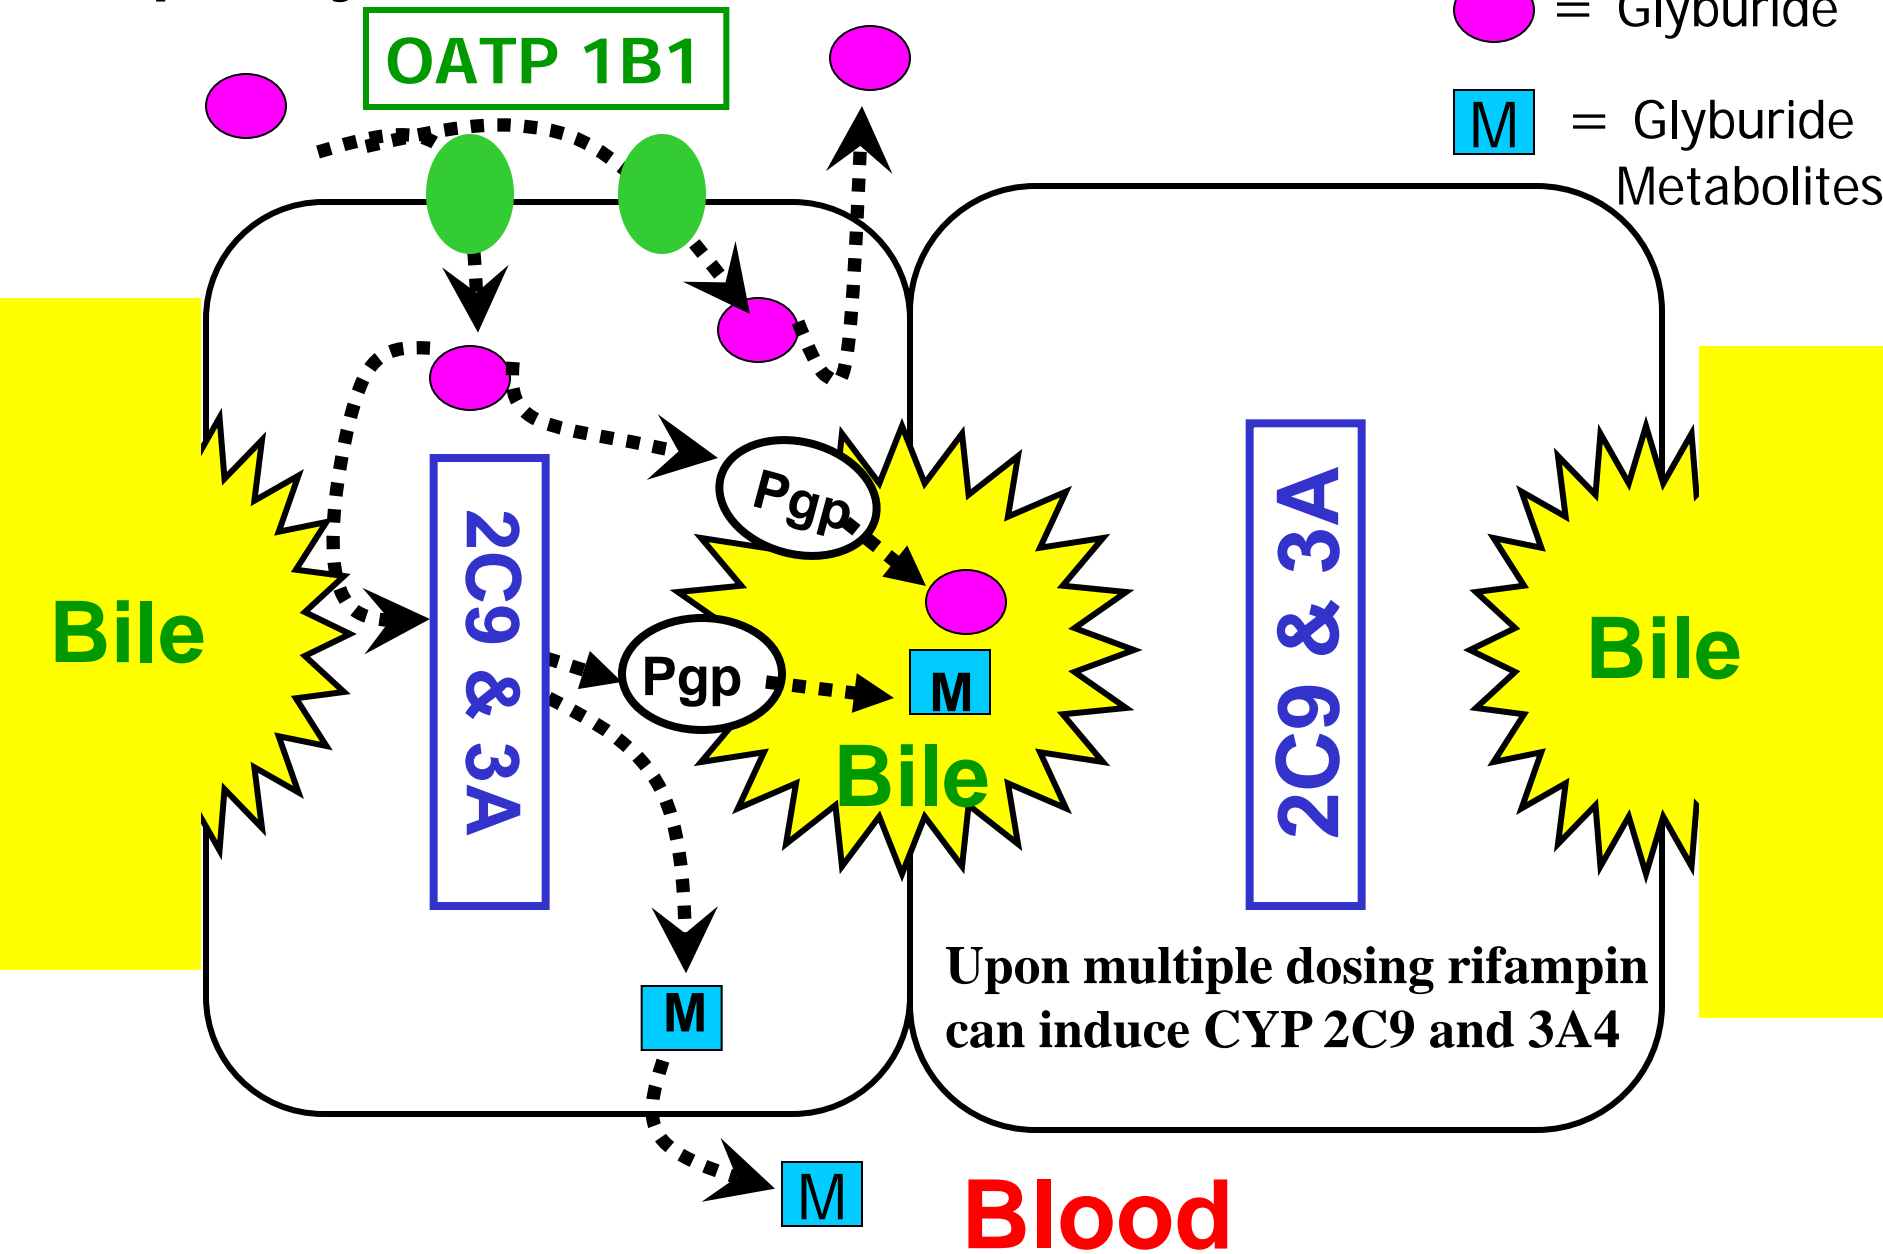 = Glyburide
OATP 1B1
M = Glyburide
Metabolites
Pgp
2C9 & 3A
2C9 & 3A
Bile
Bile
Pgp
M
Bile
Upon multiple dosing rifampin
can induce CYP 2C9 and 3A4
M
M
Blood